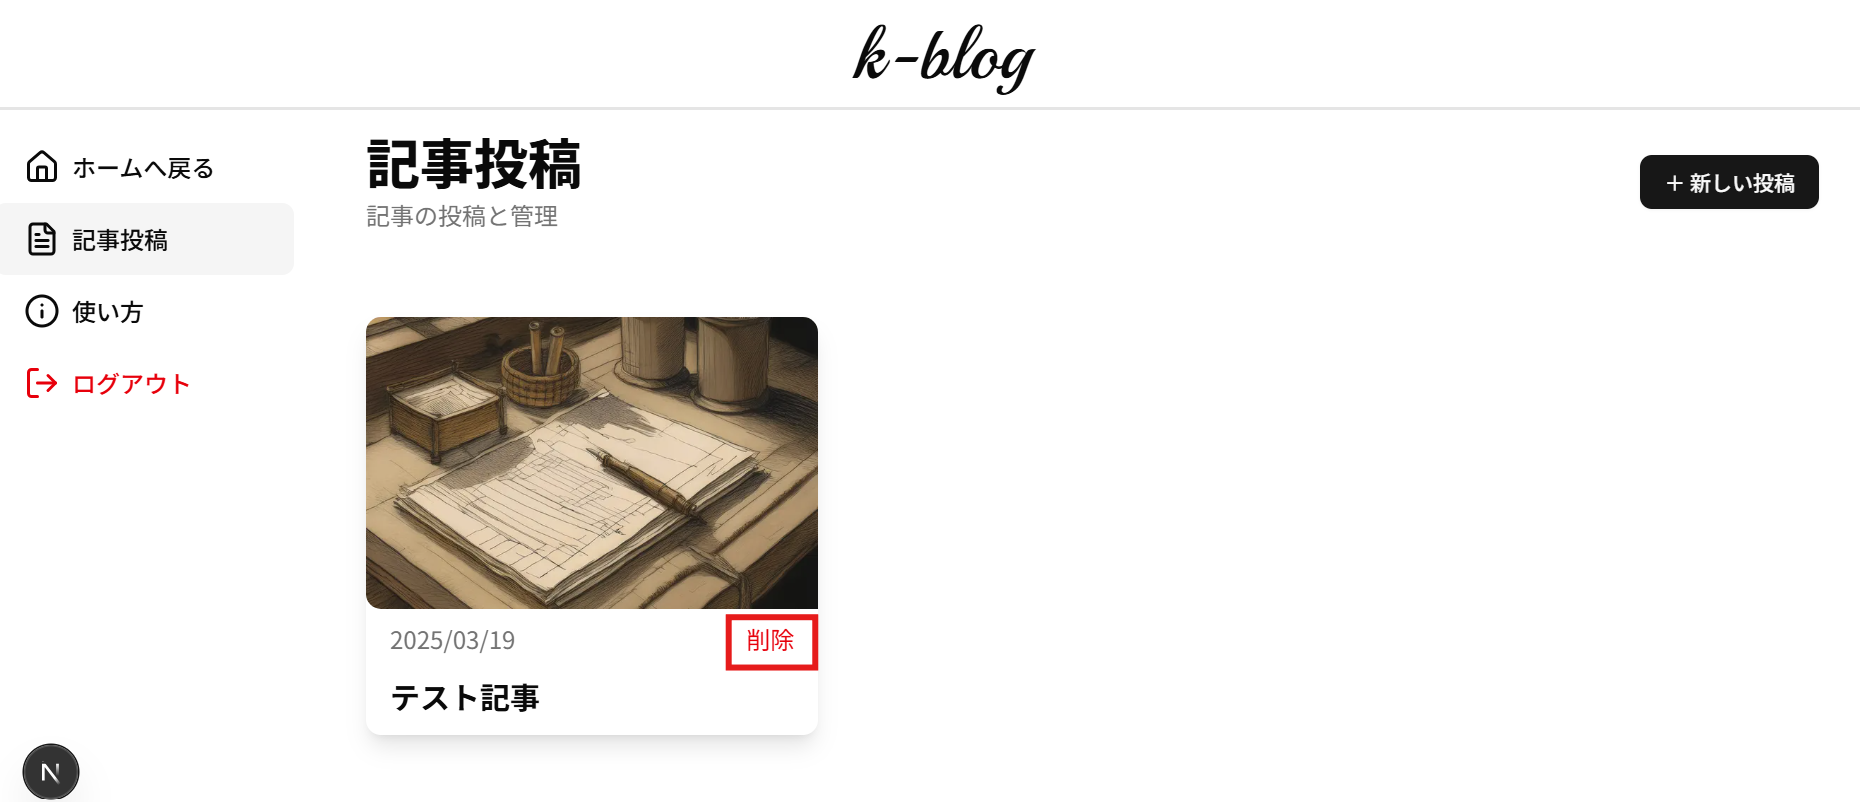 k-blog
ホームへ戻る
記事投稿
使い方
ログアウト
記事投稿
記事の投稿と管理
+ 新しい投稿
2025/03/19
削除
テスト記事
N